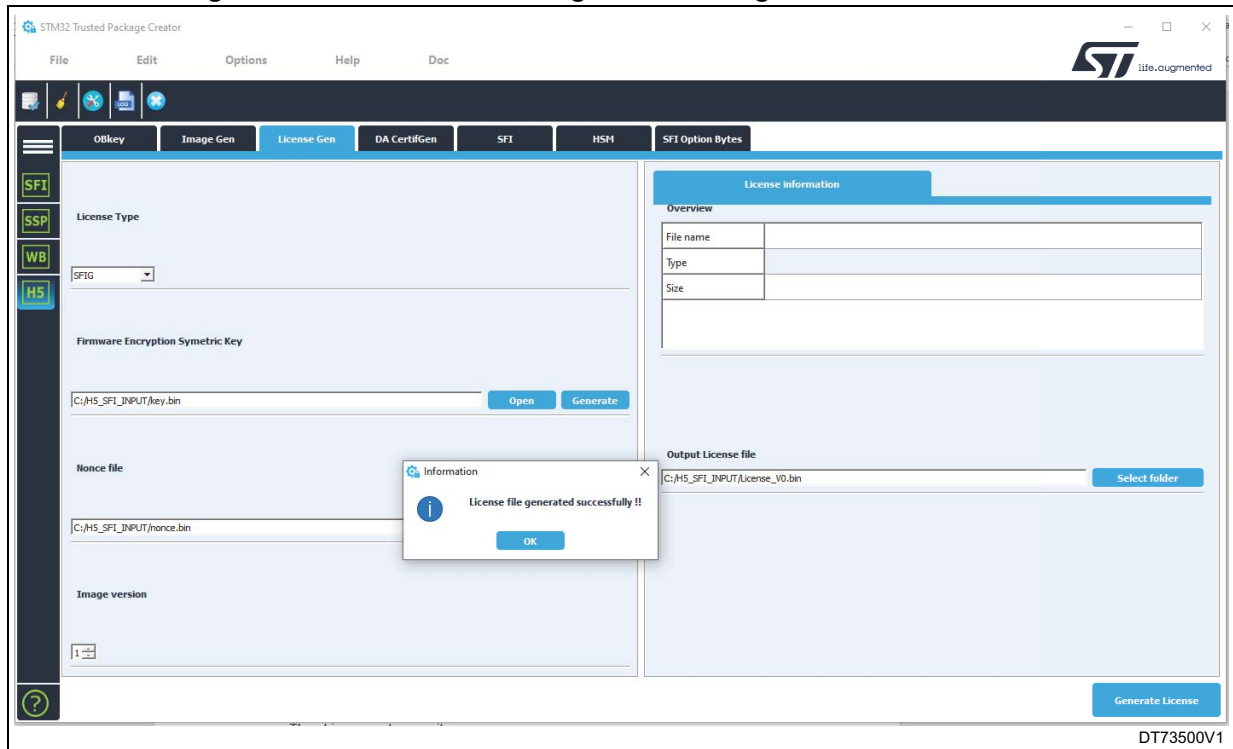 STM32 Trusted Package Creator
File Edit Options Help Doc
life.augmented
LOG
OBkey Image Gen License Gen DA CertifGen SFI HSM SFI Option Bytes
SFI
SSP
WB
H5
License Type
SFIG
Firmware Encryption Symetric Key
C:/H5_SFI_INPUT/key.bin Open Generate
Nonce file
C:/H5_SFI_INPUT/nonce.bin
Image version
1
License information
Overview
File name
Type
Size
Output License file
C:/H5_SFI_INPUT/License_V0.bin Select folder
Information
License file generated successfully !!
OK
Generate License
DT73500V1